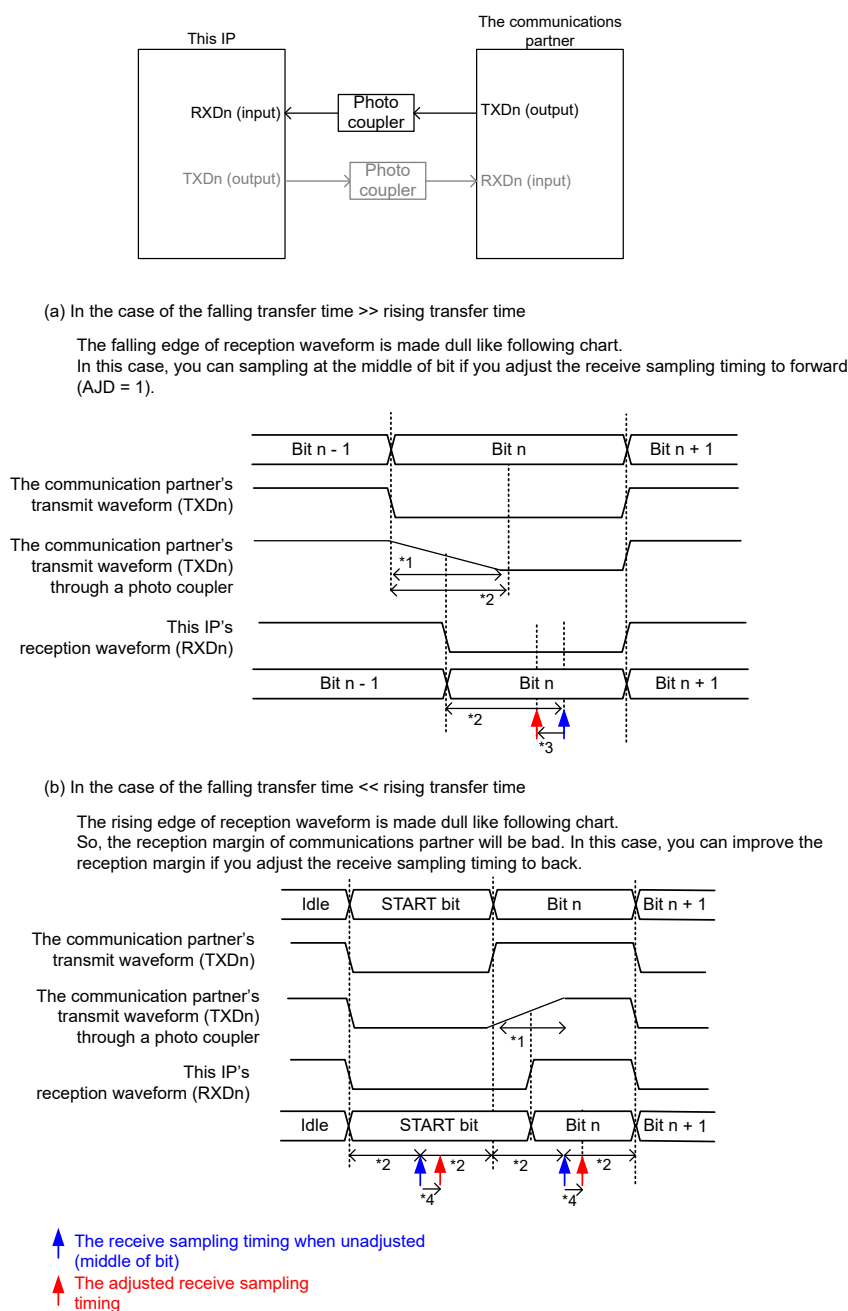 The communications
partner
This IP
RXDn (input)
Photo
coupler
TXDn (output)
TXDn (output)
Photo
coupler
RXDn (input)
(a) In the case of the falling transfer time >> rising transfer time
The falling edge of reception waveform is made dull like following chart.
In this case, you can sampling at the middle of bit if you adjust the receive sampling timing to forward
(AJD = 1).
Bit n - 1
Bit n
Bit n + 1
The communication partner's
transmit waveform (TXDn)
The communication partner's
transmit waveform (TXDn)
through a photo coupler
*1
*2
This IP's
reception waveform (RXDn)
Bit n - 1
Bit n
Bit n + 1
*2
*3
(b) In the case of the falling transfer time << rising transfer time
The rising edge of reception waveform is made dull like following chart.
So, the reception margin of communications partner will be bad. In this case, you can improve the
reception margin if you adjust the receive sampling timing to back.
Idle
START bit
Bit n
Bit n + 1
The communication partner's
transmit waveform (TXDn)
The communication partner's
transmit waveform (TXDn)
through a photo coupler
*1
This IP's
reception waveform (RXDn)
Idle
START bit
Bit n
Bit n + 1
*2
*2
*2
*2
*4
*4
The receive sampling timing when unadjusted
(middle of bit)
The adjusted receive sampling
timing